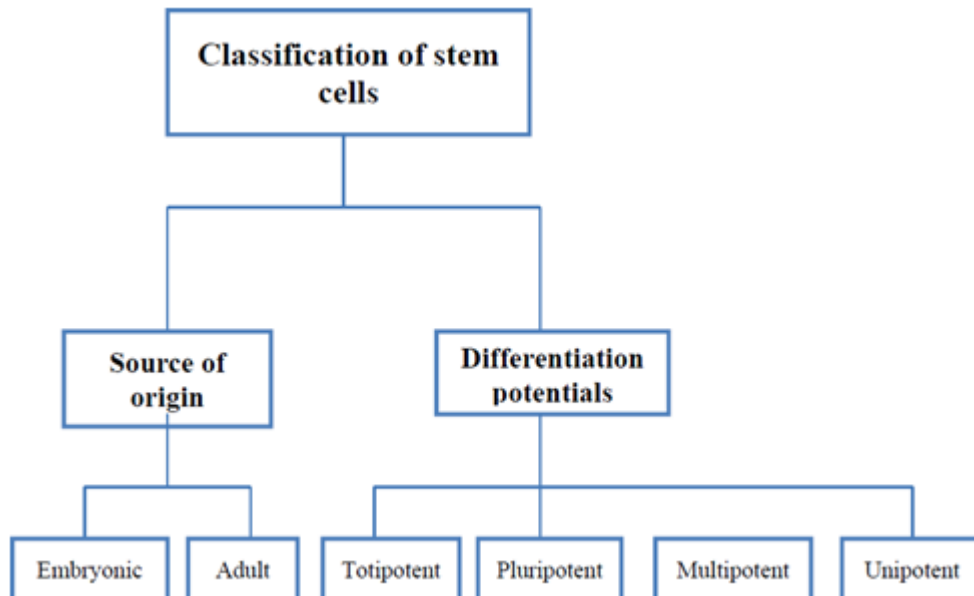 Classification of stem
cells
Source of
origin
Differentiation
potentials
Embryonic
Adult
Totipotent
Pluripotent
Multipotent
Unipotent